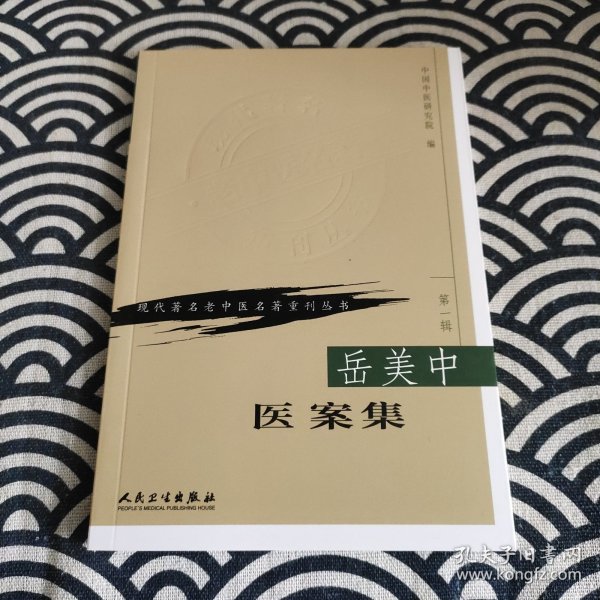 中国中医研究院 编
现代著名老中医名著重刊丛书
第一辑
岳美中
医案集
人民卫生出版社
PEOPLE'S MEDICAL PUBLISHING HOUSE
孔夫子旧书网
www.kongfz.com